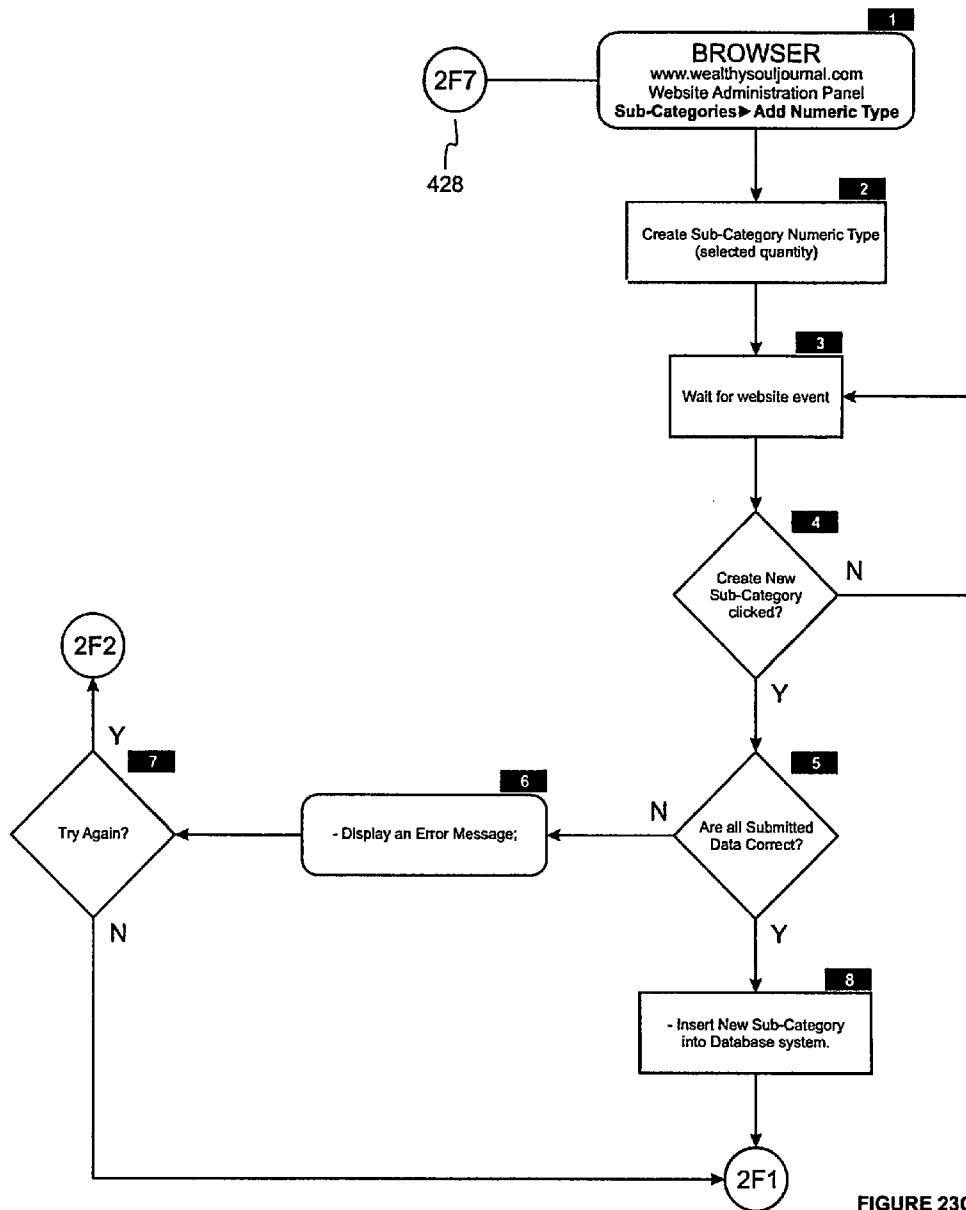 1
BROWSER
www.wealthysouljournal.com
Website Administration Panel
Sub-Categories►Add Numeric Type
2F7
428
2
Create Sub-Category Numeric Type
(selected quantity)
3
Wait for website event
4
Create New
Sub-Category
clicked?
N
Y
2F2
Y
7
Try Again?
N
6
- Display an Error Message;
N
5
Are all Submitted
Data Correct?
Y
8
- Insert New Sub-Category
into Database system.
2F1